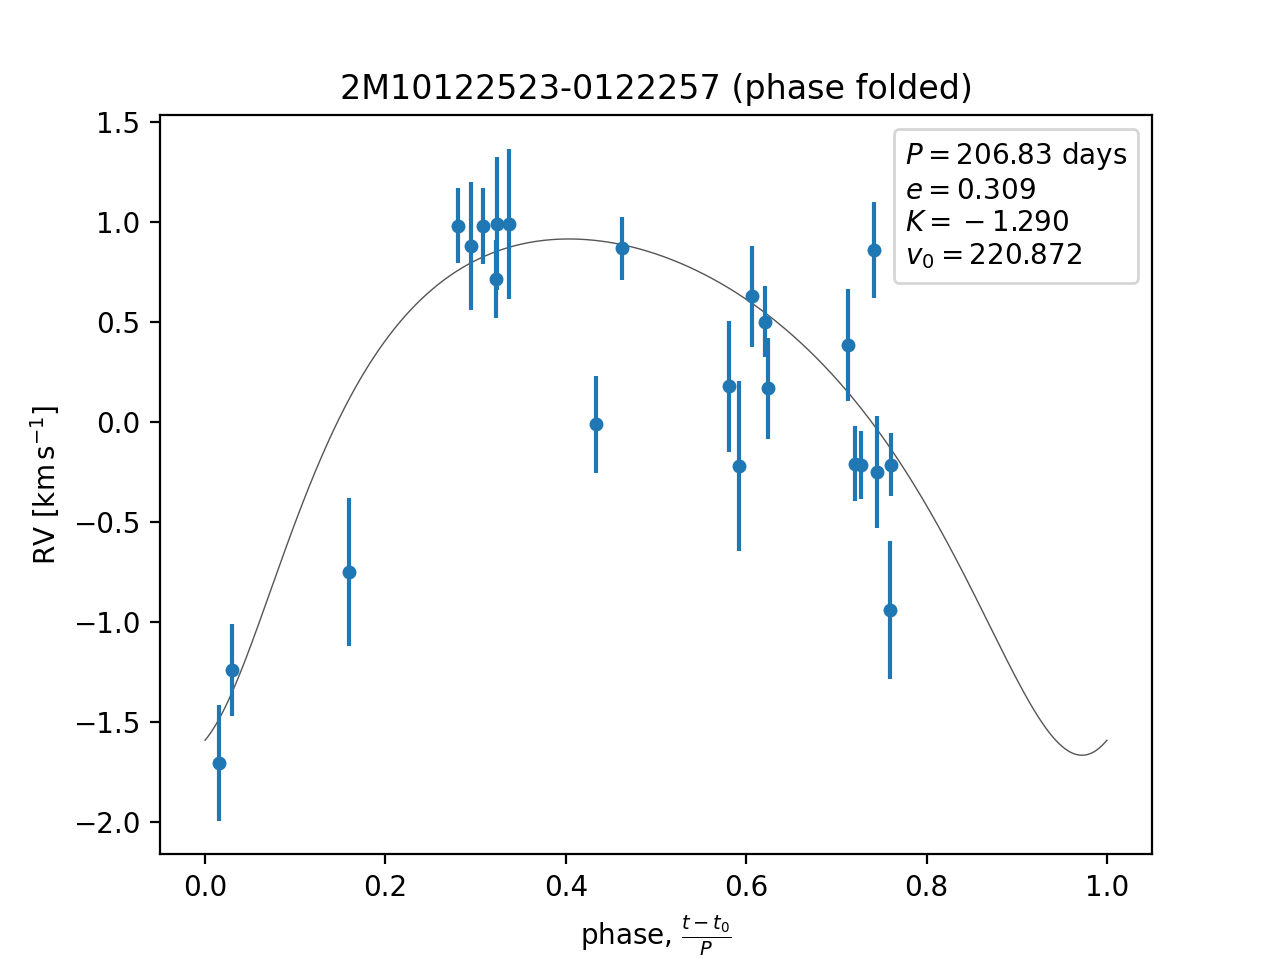 2M10122523-0122257 (phase folded)
P = 206.83 days
e = 0.309
K = −1.290
v₀ = 220.872
RV [km s⁻¹]
1.5
1.0
0.5
0.0
−0.5
−1.0
−1.5
−2.0
0.0 0.2 0.4 0.6 0.8 1.0
phase, (t − t₀)/P